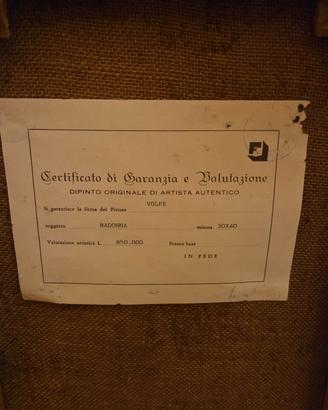 Certificato di Garanzia e Valutazione
DIPINTO ORIGINALE DI ARTISTA AUTENTICO
Si garantisce la firma del Pittore VOLPE
soggetto MADONNA misura 30X40
Valutazione artistica L. 850.000 Prezzo base
IN FEDE